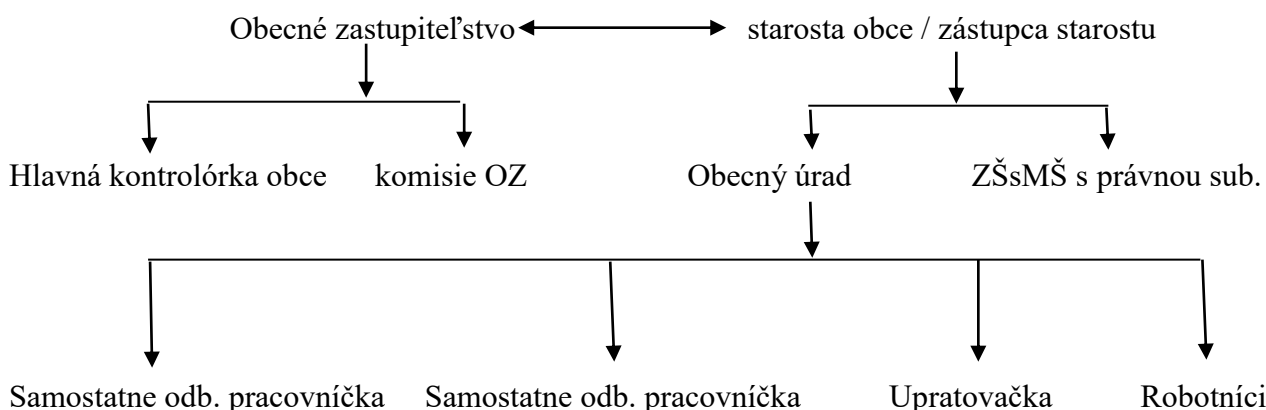 Obecné zastupiteľstvo starosta obce / zástupca starostu
Hlavná kontrolórka obce komisie OZ Obecný úrad ZŠsMŠ s právnou sub.
Samostatne odb. pracovníčka Samostatne odb. pracovníčka Upratovačka Robotníci